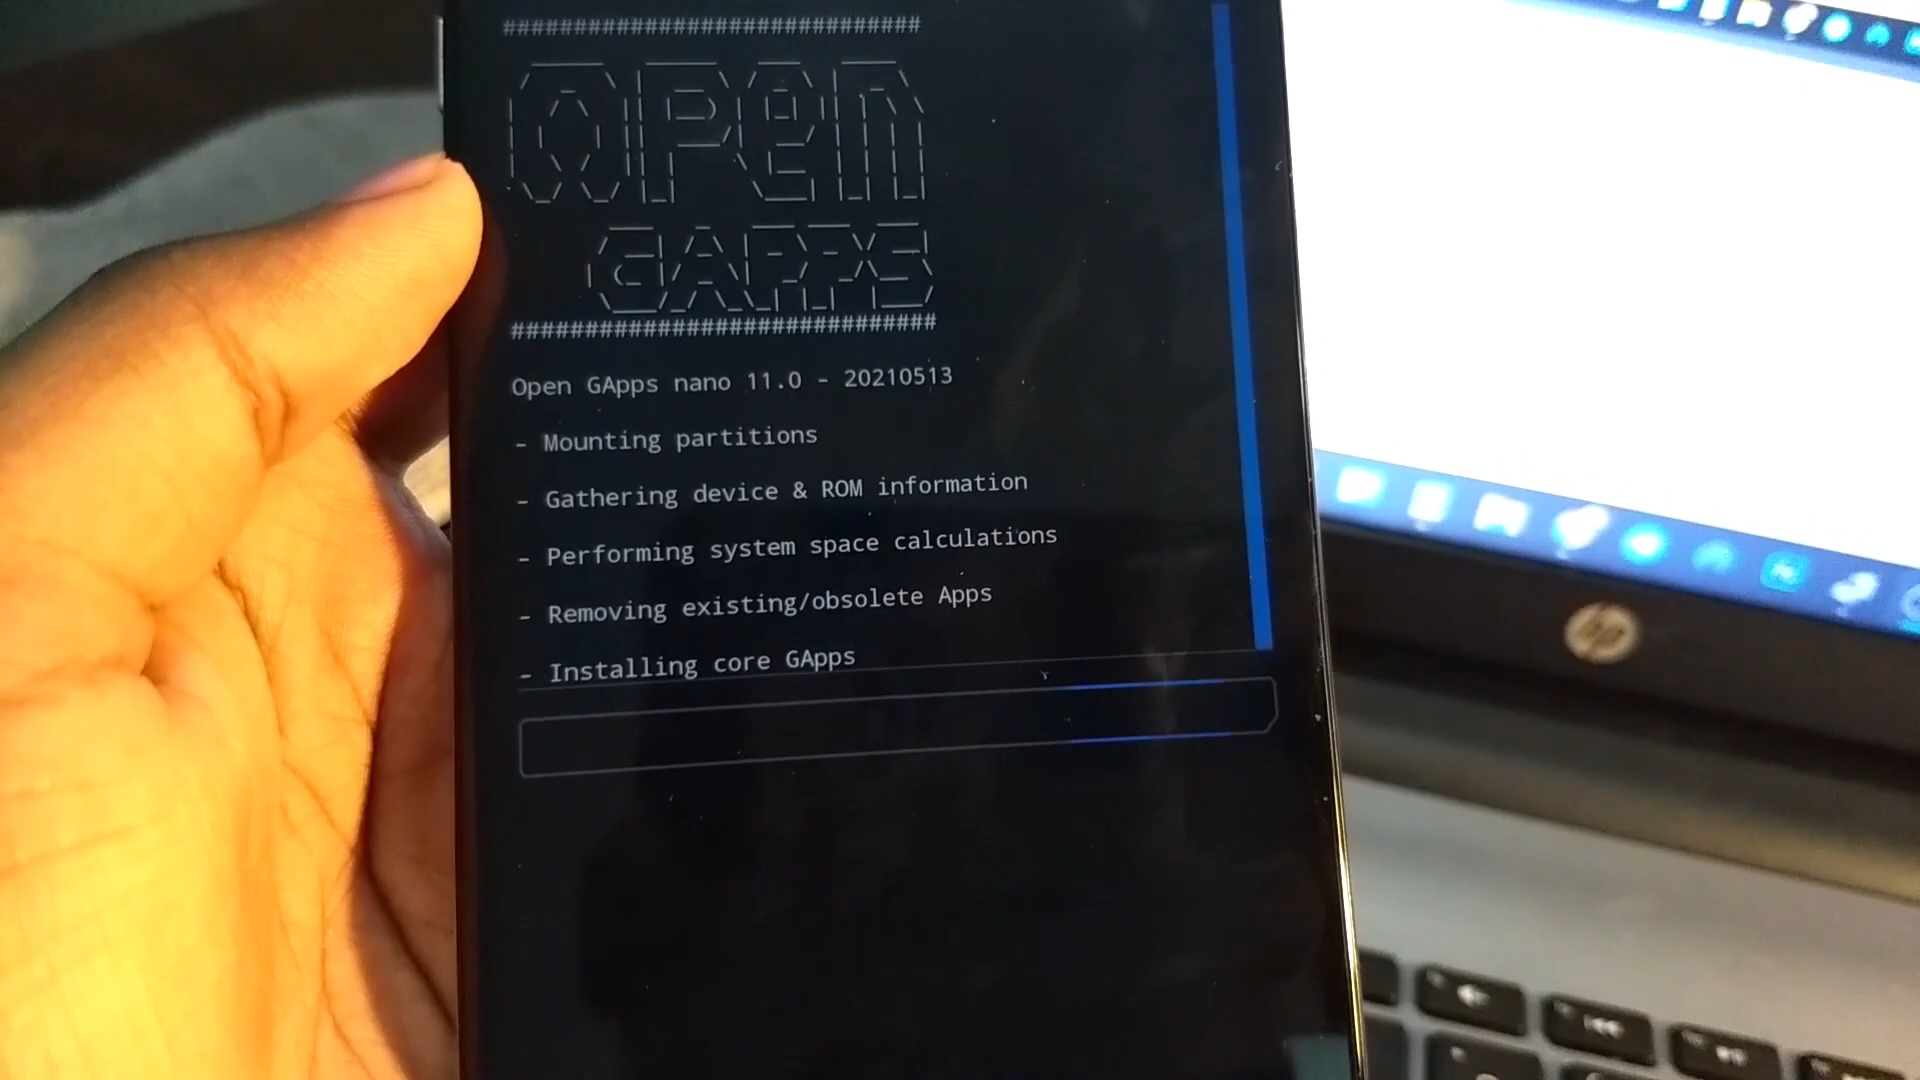 ############################
OPEN
GAPPS
#############################
Open GApps nano 11.0 - 20210513
- Mounting partitions
- Gathering device & ROM information
- Performing system space calculations
- Removing existing/obsolete Apps
- Installing core GApps
hp